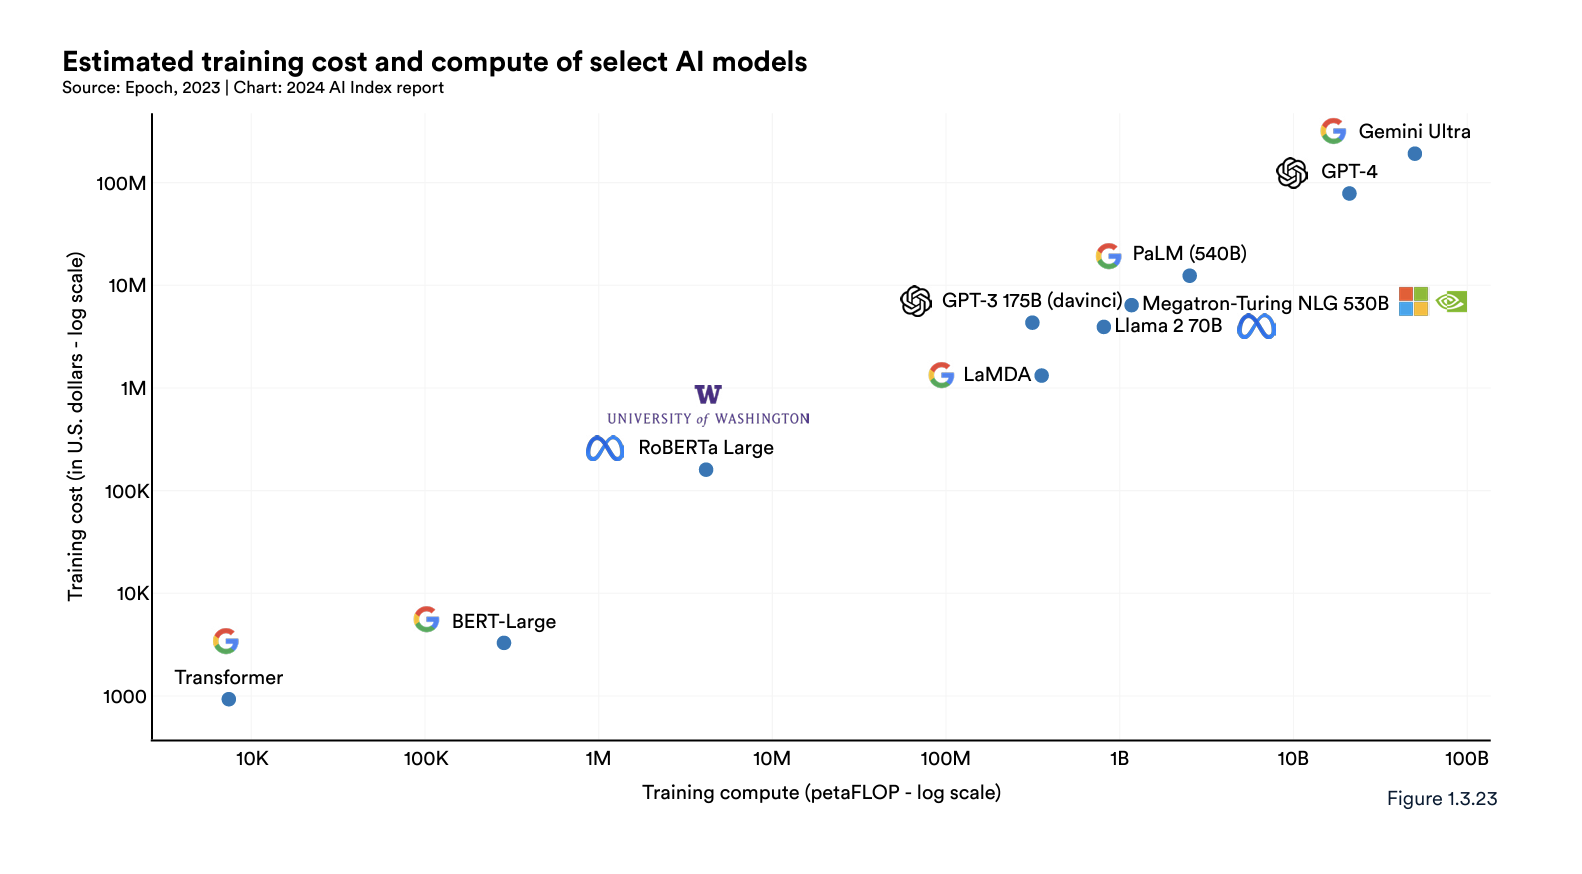 Estimated training cost and compute of select AI models
Source: Epoch, 2023 | Chart: 2024 AI Index report
Training cost (in U.S. dollars - log scale)
100M
10M
1M
100K
10K
1000
Gemini Ultra
GPT-4
PaLM (540B)
GPT-3 175B (davinci)
Megatron-Turing NLG 530B
Llama 2 70B
LaMDA
W
UNIVERSITY of WASHINGTON
RoBERTa Large
BERT-Large
Transformer
10K 100K 1M 10M 100M 1B 10B 100B
Training compute (petaFLOP - log scale)
Figure 1.3.23